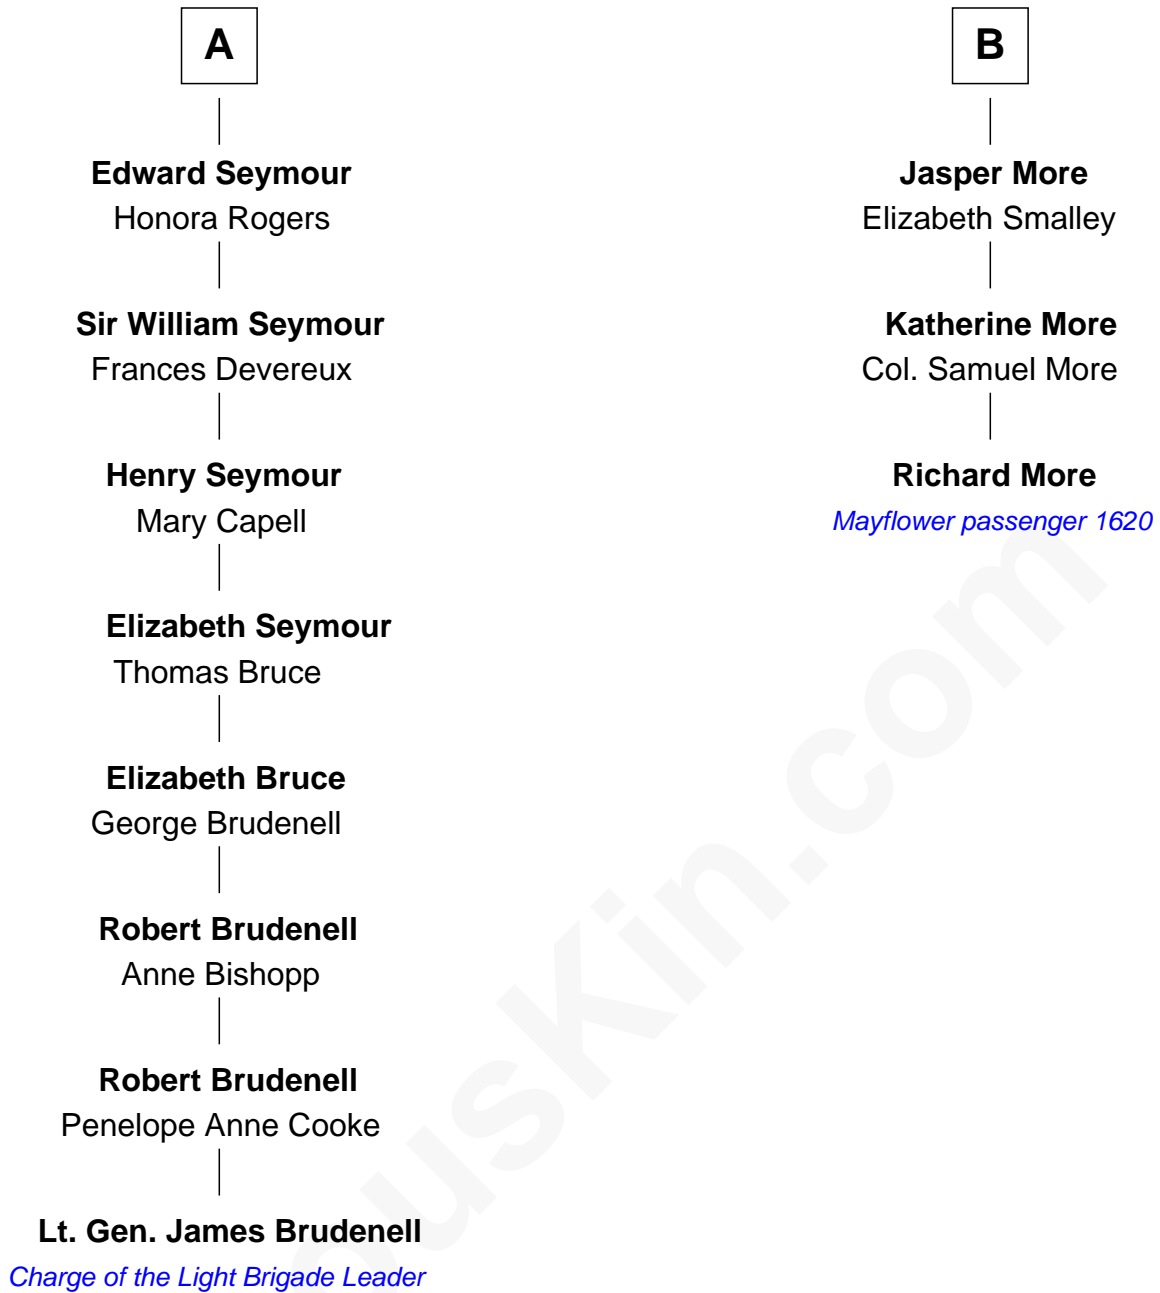 A
Edward Seymour
Honora Rogers
Sir William Seymour
Frances Devereux
Henry Seymour
Mary Capell
Elizabeth Seymour
Thomas Bruce
Elizabeth Bruce
George Brudenell
Robert Brudenell
Anne Bishopp
Robert Brudenell
Penelope Anne Cooke
Lt. Gen. James Brudenell
Charge of the Light Brigade Leader
B
Jasper More
Elizabeth Smalley
Katherine More
Col. Samuel More
Richard More
Mayflower passenger 1620
ousKin.com